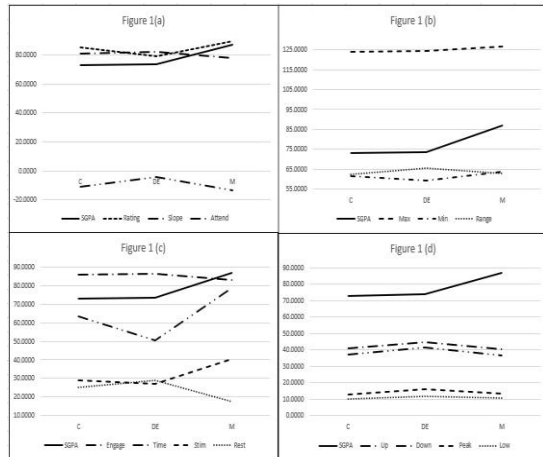 Figure 1(a)
80.0000
60.0000
40.0000
20.0000
0.0000
-20.0000
C
DE
M
SGPA
Rating
Slope
Attend
Figure 1 (b)
125.0000
115.0000
105.0000
95.0000
85.0000
75.0000
65.0000
55.0000
C
DE
M
SGPA
Max
Min
Range
Figure 1 (c)
90.0000
80.0000
70.0000
60.0000
50.0000
40.0000
30.0000
20.0000
10.0000
C
DE
M
SGPA
Engage
Time
Stim
Rest
Figure 1 (d)
90.0000
80.0000
70.0000
60.0000
50.0000
40.0000
30.0000
20.0000
10.0000
0.0000
C
DE
M
SGPA
Up
Down
Peak
Low